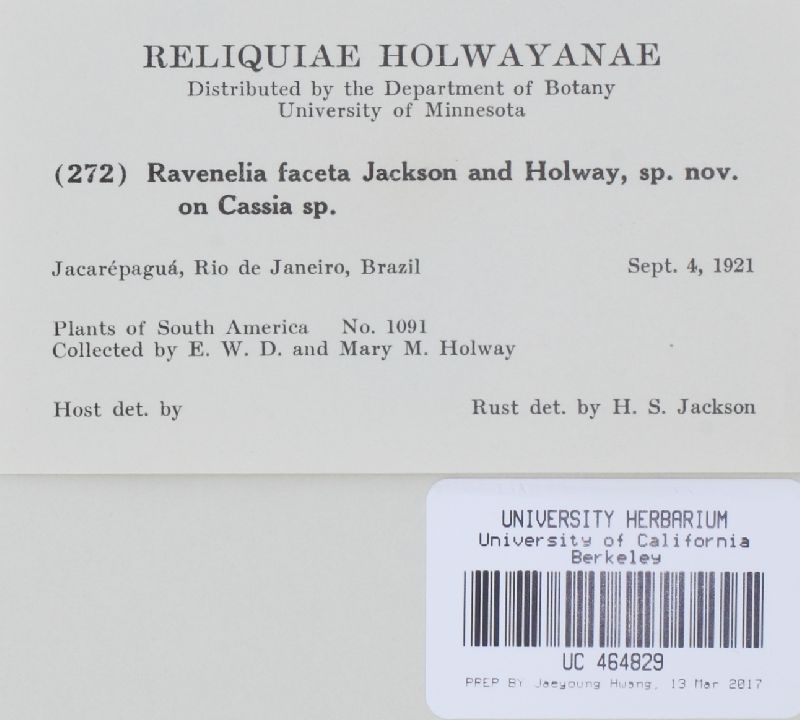 RELIQUIAE HOLWAYANAE
Distributed by the Department of Botany
University of Minnesota
(272) Ravenelia faceta Jackson and Holway, sp. nov.
on Cassia sp.
Jacarépaguá, Rio de Janeiro, Brazil Sept. 4, 1921
Plants of South America No. 1091
Collected by E. W. D. and Mary M. Holway
Host det. by Rust det. by H. S. Jackson
UNIVERSITY HERBARIUM
University of California
Berkeley
UC 464829
PREP BY Jaeyoung Hwang, 13 Mar 2017